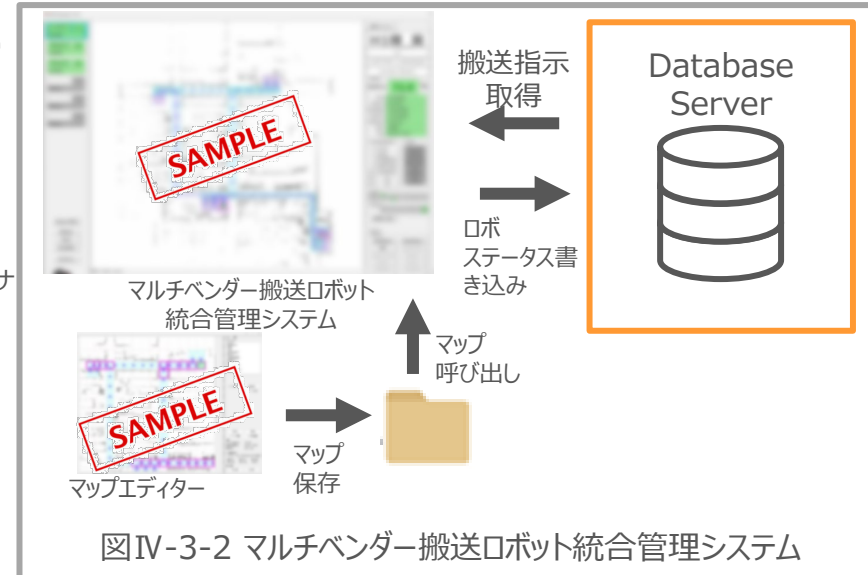 搬送指示
取得
Database
Server
SAMPLE
ロボ
ステータス書
き込み
ナ
マルチベンダー搬送ロボット
統合管理システム
マップ
呼び出し
SAMPLE
マップ
保存
マップエディター
図Ⅳ-3-2 マルチベンダー搬送ロボット統合管理システム